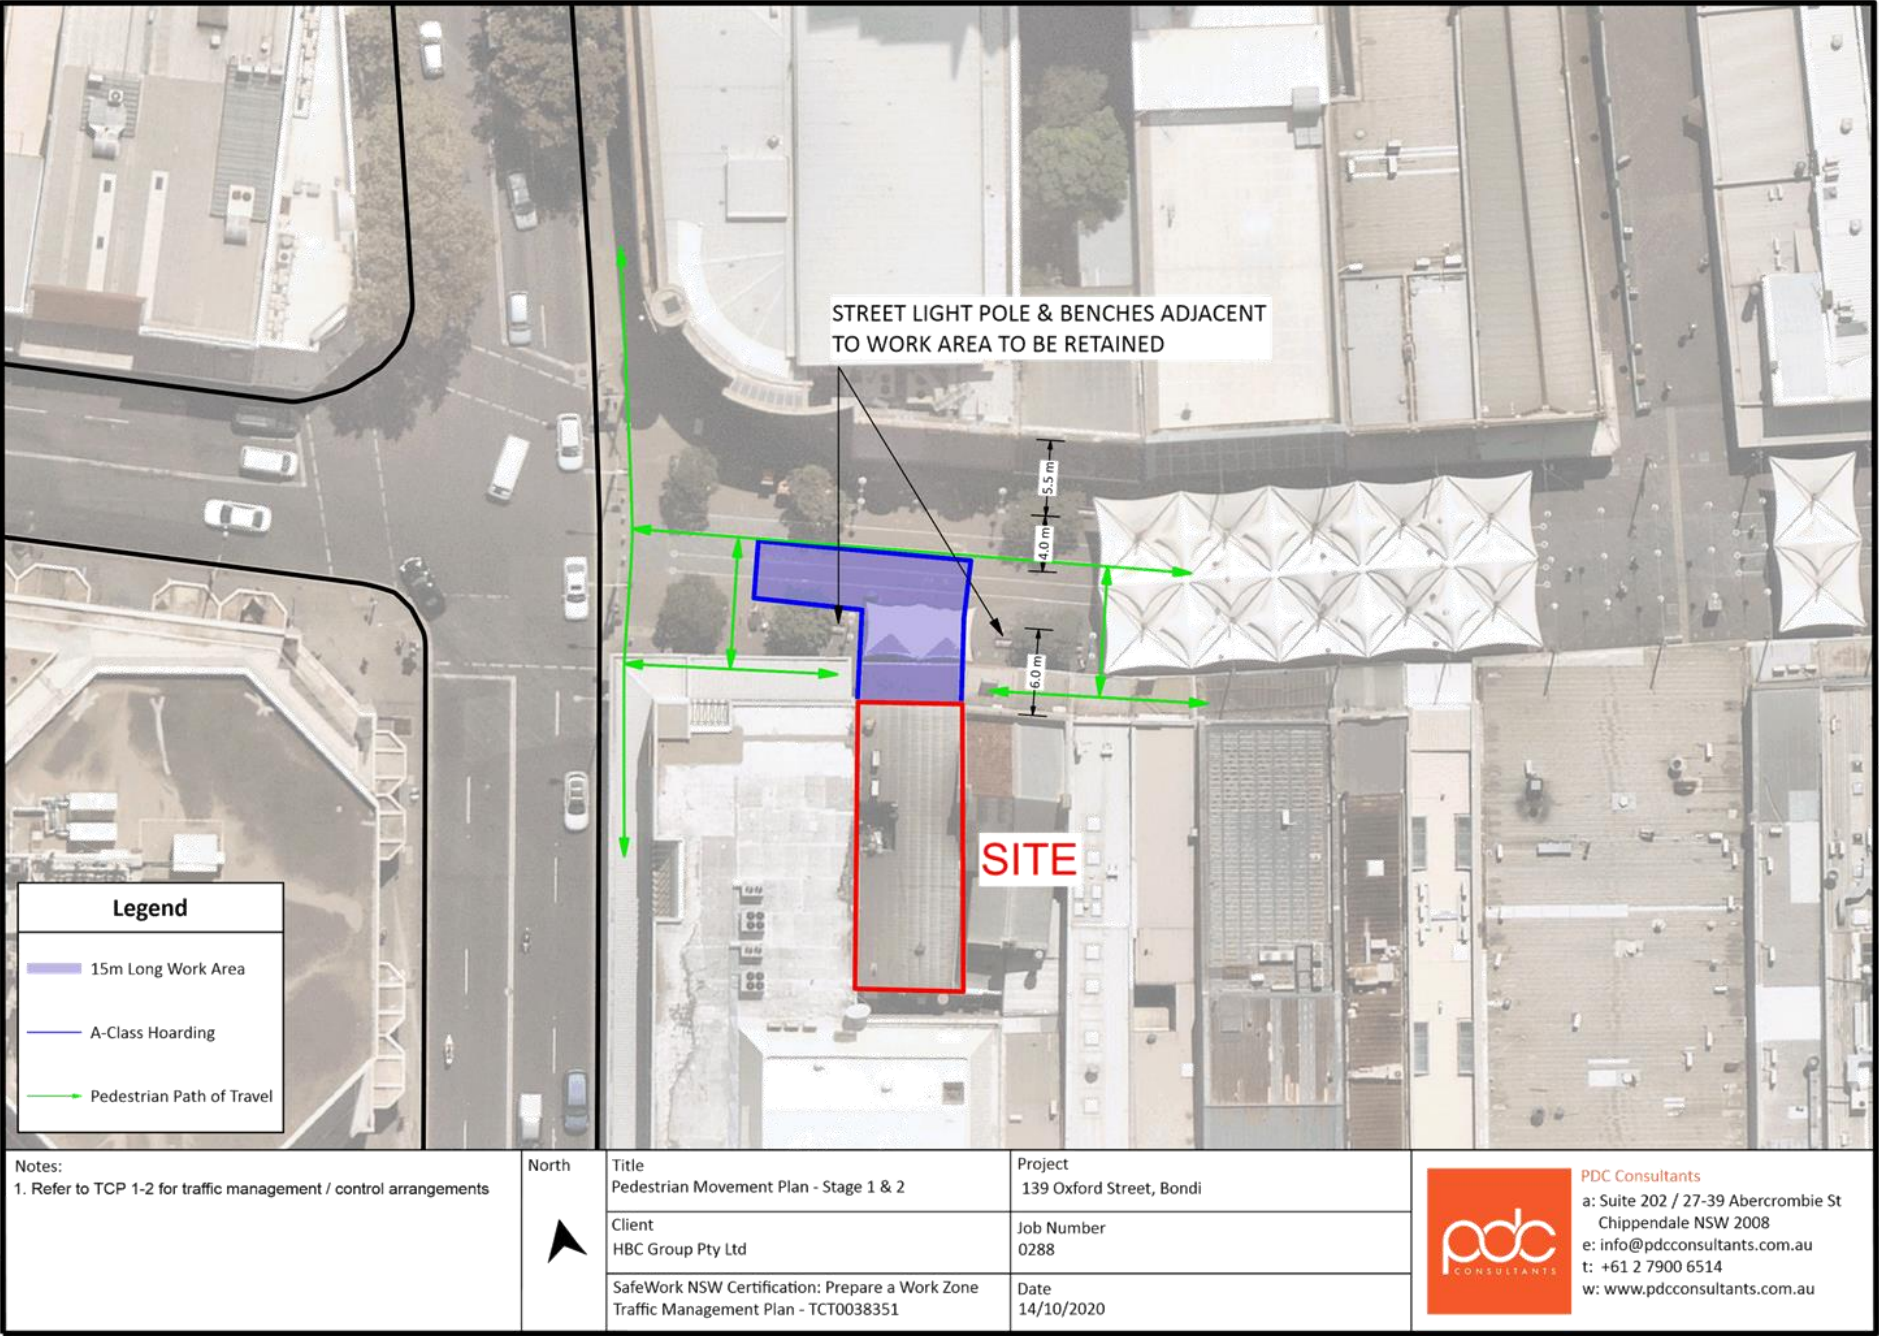 STREET LIGHT POLE & BENCHES ADJACENT
TO WORK AREA TO BE RETAINED
5.5 m
4.0 m
6.0 m
SITE
Legend
15m Long Work Area
A-Class Hoarding
Pedestrian Path of Travel
Notes:
1. Refer to TCP 1-2 for traffic management / control arrangements
North
Title
Pedestrian Movement Plan - Stage 1 & 2
Client
HBC Group Pty Ltd
SafeWork NSW Certification: Prepare a Work Zone
Traffic Management Plan - TCT0038351
Project
139 Oxford Street, Bondi
Job Number
0288
Date
14/10/2020
pdc
CONSULTANTS
PDC Consultants
a: Suite 202 / 27-39 Abercrombie St
Chippendale NSW 2008
e: info@pdcconsultants.com.au
t: +61 2 7900 6514
w: www.pdcconsultants.com.au